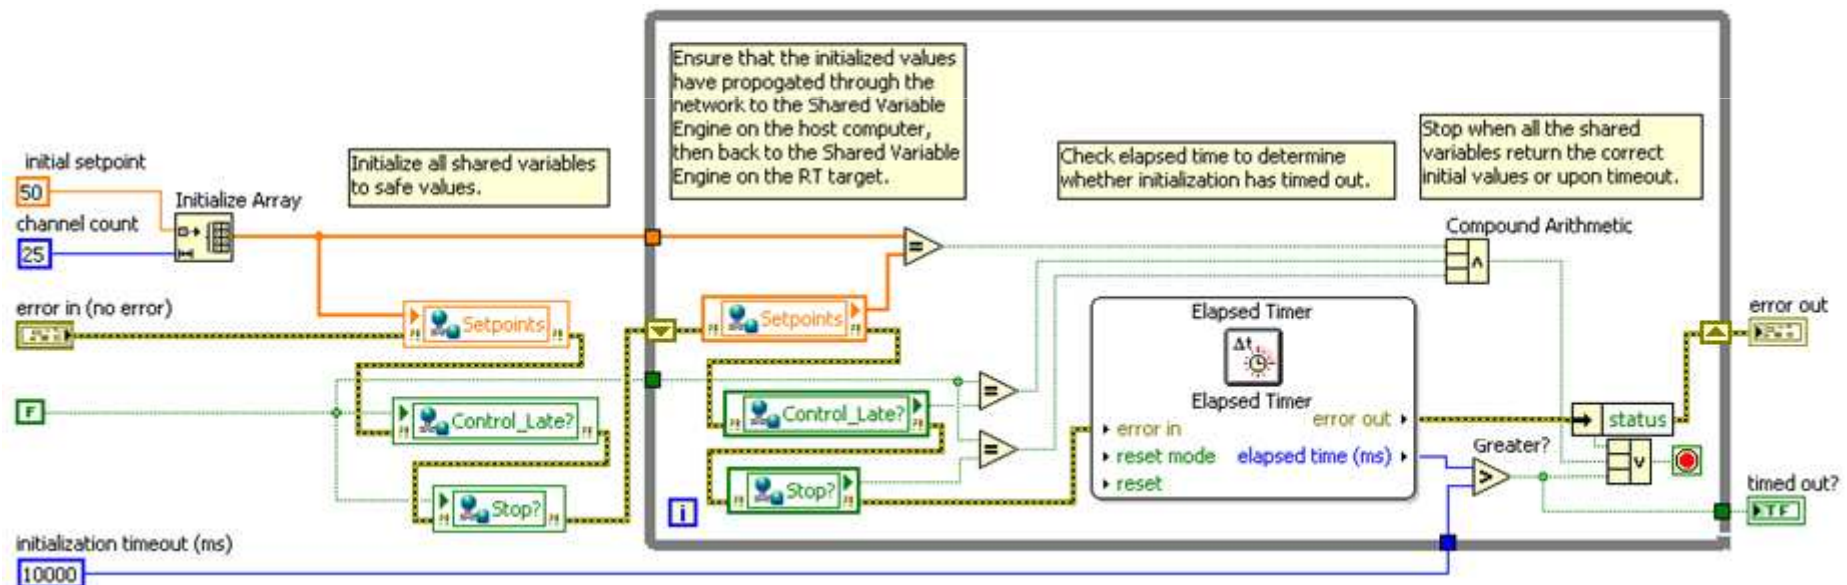 Ensure that the initialized values
have propogated through the
network to the Shared Variable
Engine on the host computer,
then back to the Shared Variable
Engine on the RT target.
Initialize all shared variables
to safe values.
Check elapsed time to determine
whether initialization has timed out.
Stop when all the shared
variables return the correct
initial values or upon timeout.
initial setpoint
50
Initialize Array
channel count
25
Compound Arithmetic
=
∧
error in (no error)
Setpoints
Setpoints
Elapsed Timer
Δt
Elapsed Timer
error out
F
Control_Late?
Control_Late?
=
=
error in
error out
reset mode
elapsed time (ms)
reset
status
Greater?
>
∨
Stop?
Stop?
i
timed out?
TF
initialization timeout (ms)
10000